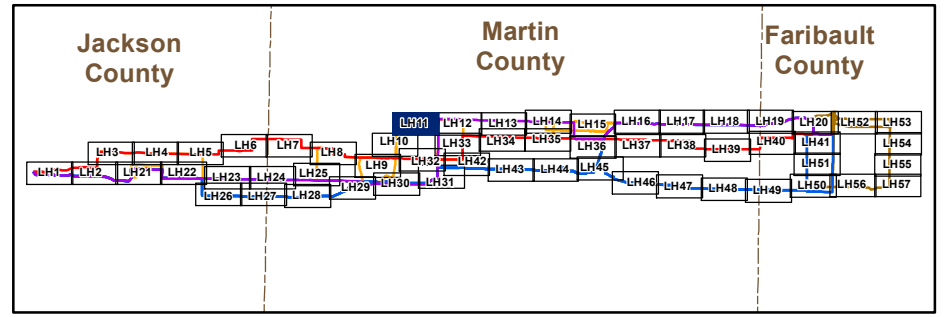 Jackson
County
Martin
County
Faribault
County
LH11 LH12 LH13 LH14 LH15 LH16 LH17 LH18 LH19 LH20 LH52 LH53
LH6 LH7 LH10 LH33 LH34 LH35 LH36 LH37 LH38 LH39 LH40 LH41 LH54
LH3 LH4 LH5 LH8 LH32 LH42
LH1 LH2 LH21 LH22 LH23 LH24 LH25 LH9 LH43 LH44 LH45 LH51 LH55
LH26 LH27 LH28 LH29 LH30 LH31 LH46 LH47 LH48 LH49 LH50 LH56 LH57